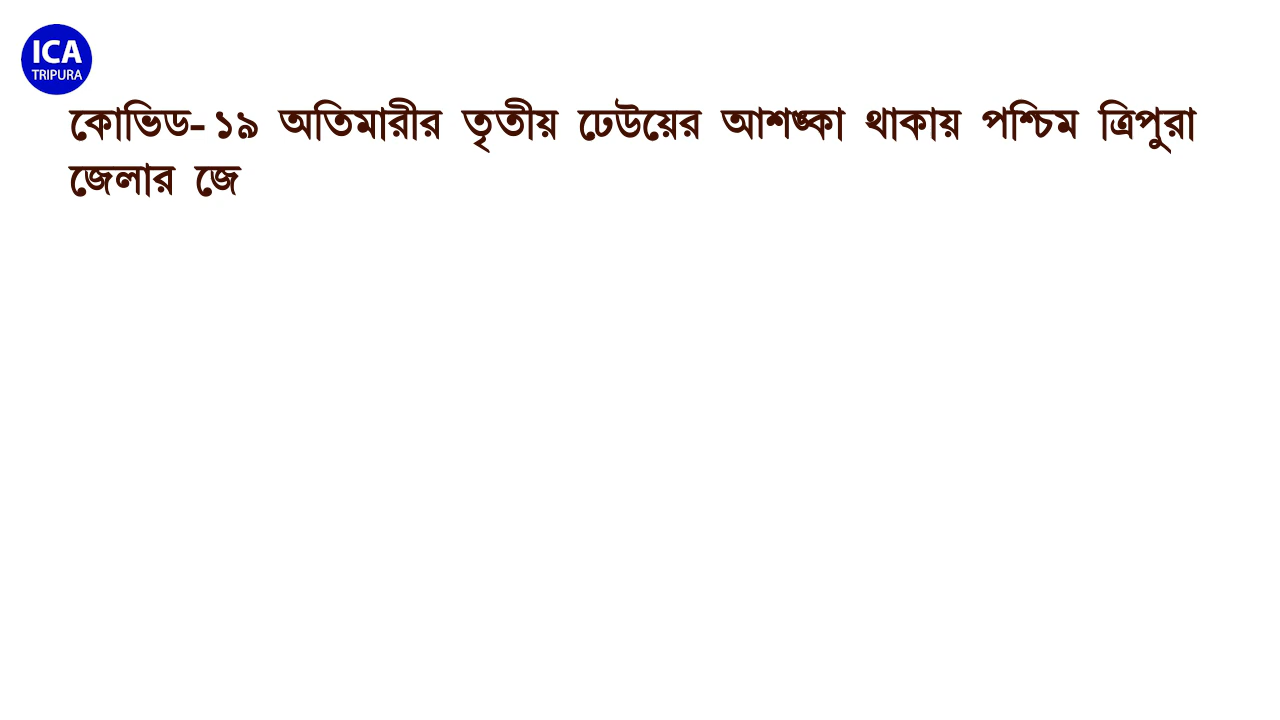 ICA
TRIPURA
কোভিড-১৯ অতিমারীর তৃতীয় ঢেউয়ের আশঙ্কা থাকায় পশ্চিম ত্রিপুরা
জেলার জে